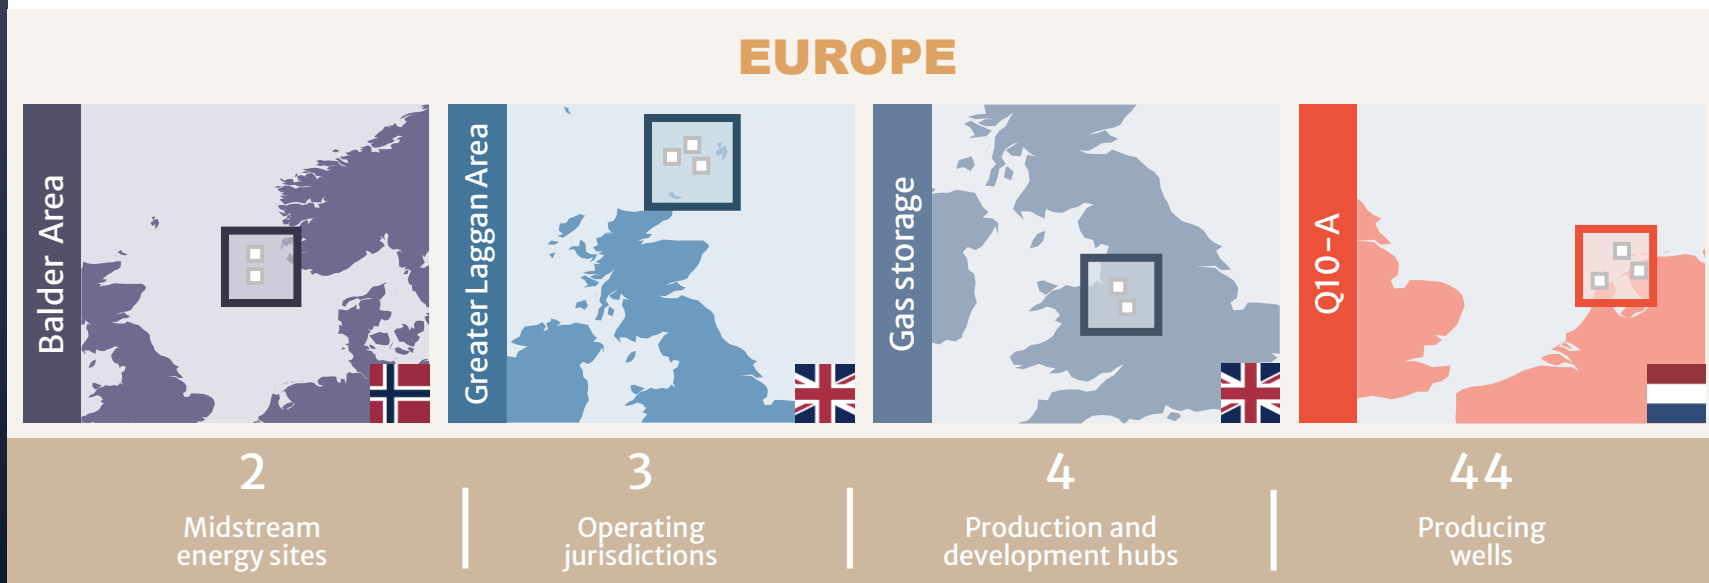 EUROPE
Balder Area
Greater Laggan Area
Gas storage
Q10-A
2
Midstream
energy sites
3
Operating
jurisdictions
4
Production and
development hubs
44
Producing
wells